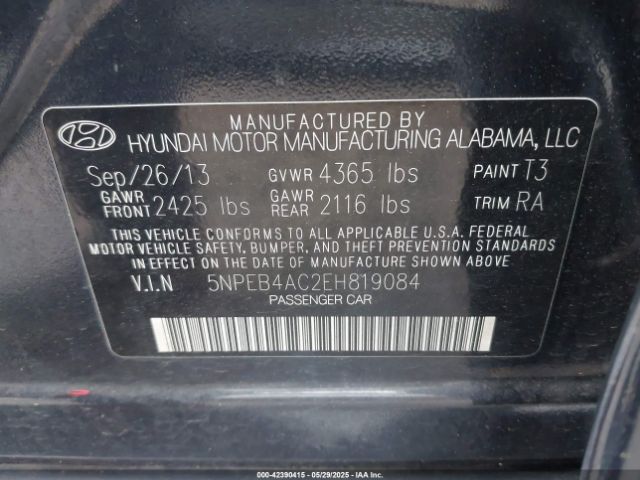 MANUFACTURED BY
HYUNDAI MOTOR MANUFACTURING ALABAMA, LLC
Sep/26/13 GVWR 4365 lbs PAINT T3
GAWR FRONT 2425 lbs GAWR REAR 2116 lbs TRIM RA
THIS VEHICLE CONFORMS TO ALL APPLICABLE U.S.A. FEDERAL
MOTOR VEHICLE SAFETY, BUMPER, AND THEFT PREVENTION STANDARDS
IN EFFECT ON THE DATE OF MANUFACTURE SHOWN ABOVE
V.I.N 5NPEB4AC2EH819084
PASSENGER CAR
000-42390415 - 05/29/2025 - IAAI.COM